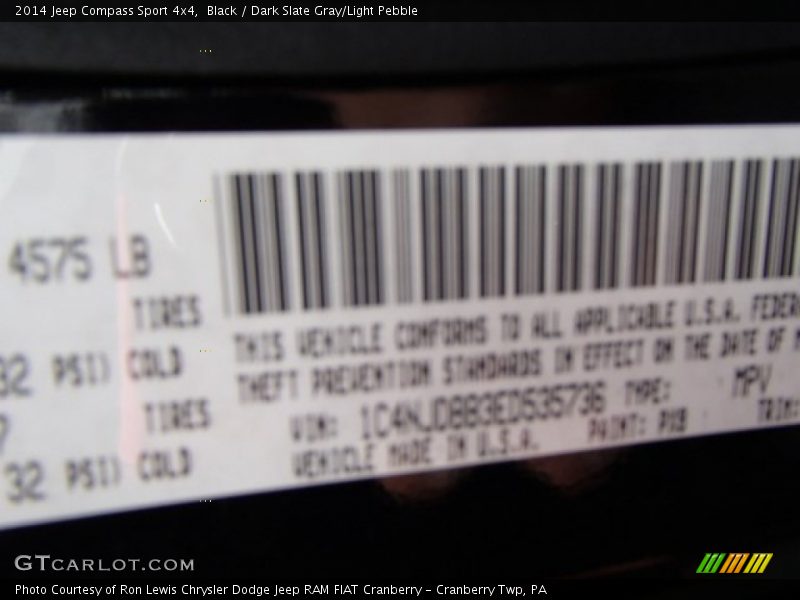 2014 Jeep Compass Sport 4x4, Black / Dark Slate Gray/Light Pebble
4575 LB
TIRES
THIS VEHICLE CONFORMS TO ALL APPLICABLE U.S.A. FEDER
32 PSI) COLD
THEFT PREVENTION STANDARDS IN EFFECT ON THE DATE OF M
TIRES
VIN: 1C4NJDBB3ED535736 TYPE: MPV
32 PSI) COLD
VEHICLE MADE IN U.S.A. PAINT: PX8 TRIM:
GTCARLOT.COM
Photo Courtesy of Ron Lewis Chrysler Dodge Jeep RAM FIAT Cranberry – Cranberry Twp, PA